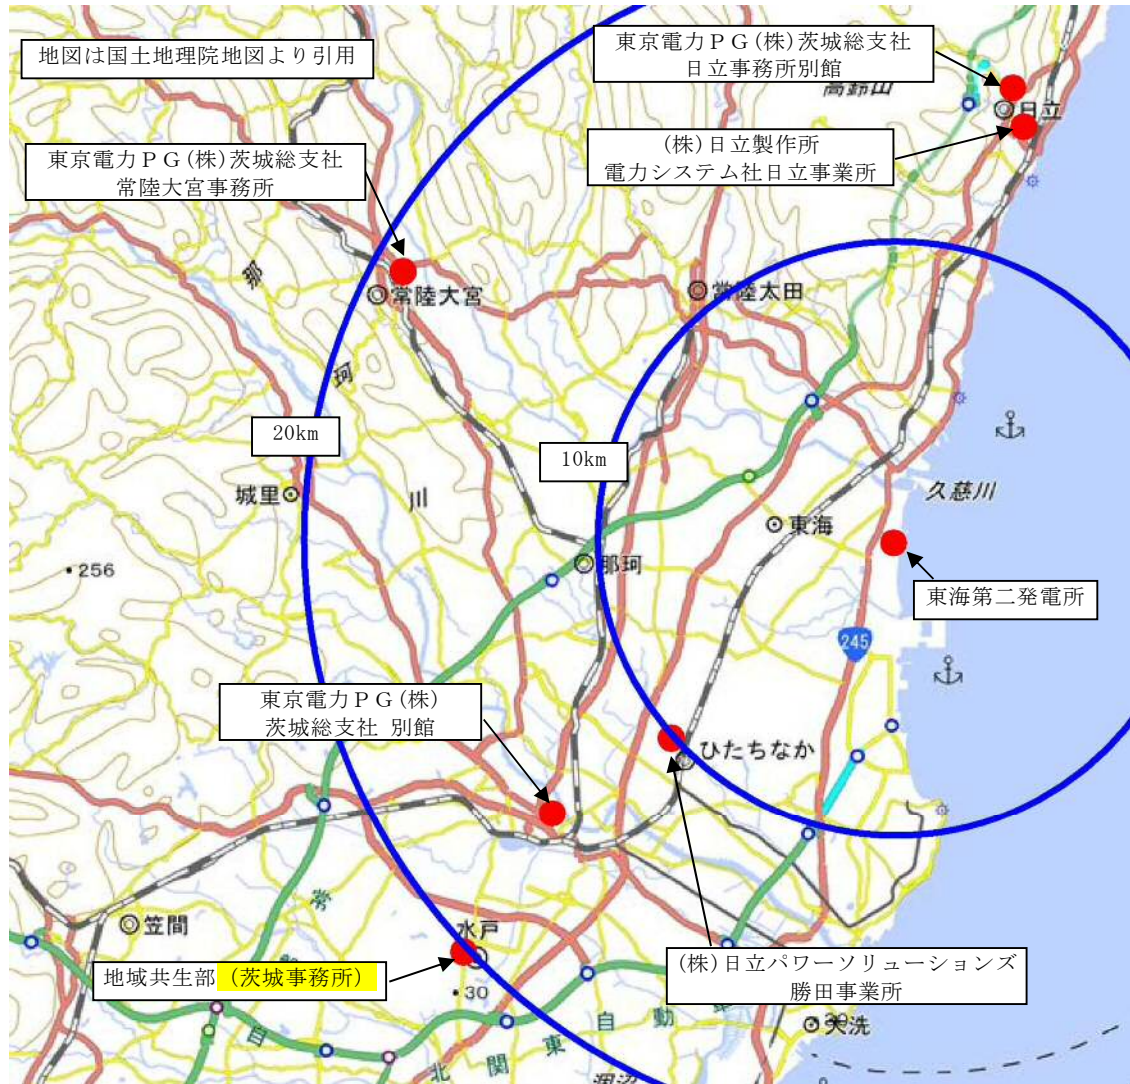 地図は国土地理院地図より引用
東京電力ＰＧ(株)茨城総支社
日立事務所別館
高鈴山
日立
(株)日立製作所
電力システム社日立事業所
東京電力ＰＧ(株)茨城総支社
常陸大宮事務所
那
常陸大宮
常陸太田
珂
20km
10km
城里
川
久慈川
東海
256
那珂
東海第二発電所
245
東京電力ＰＧ(株)
茨城総支社 別館
ひたちなか
常
笠間
水戸
地域共生部（茨城事務所）
30
(株)日立パワーソリューションズ
勝田事業所
自
北関東自動車
大洗
涸沼